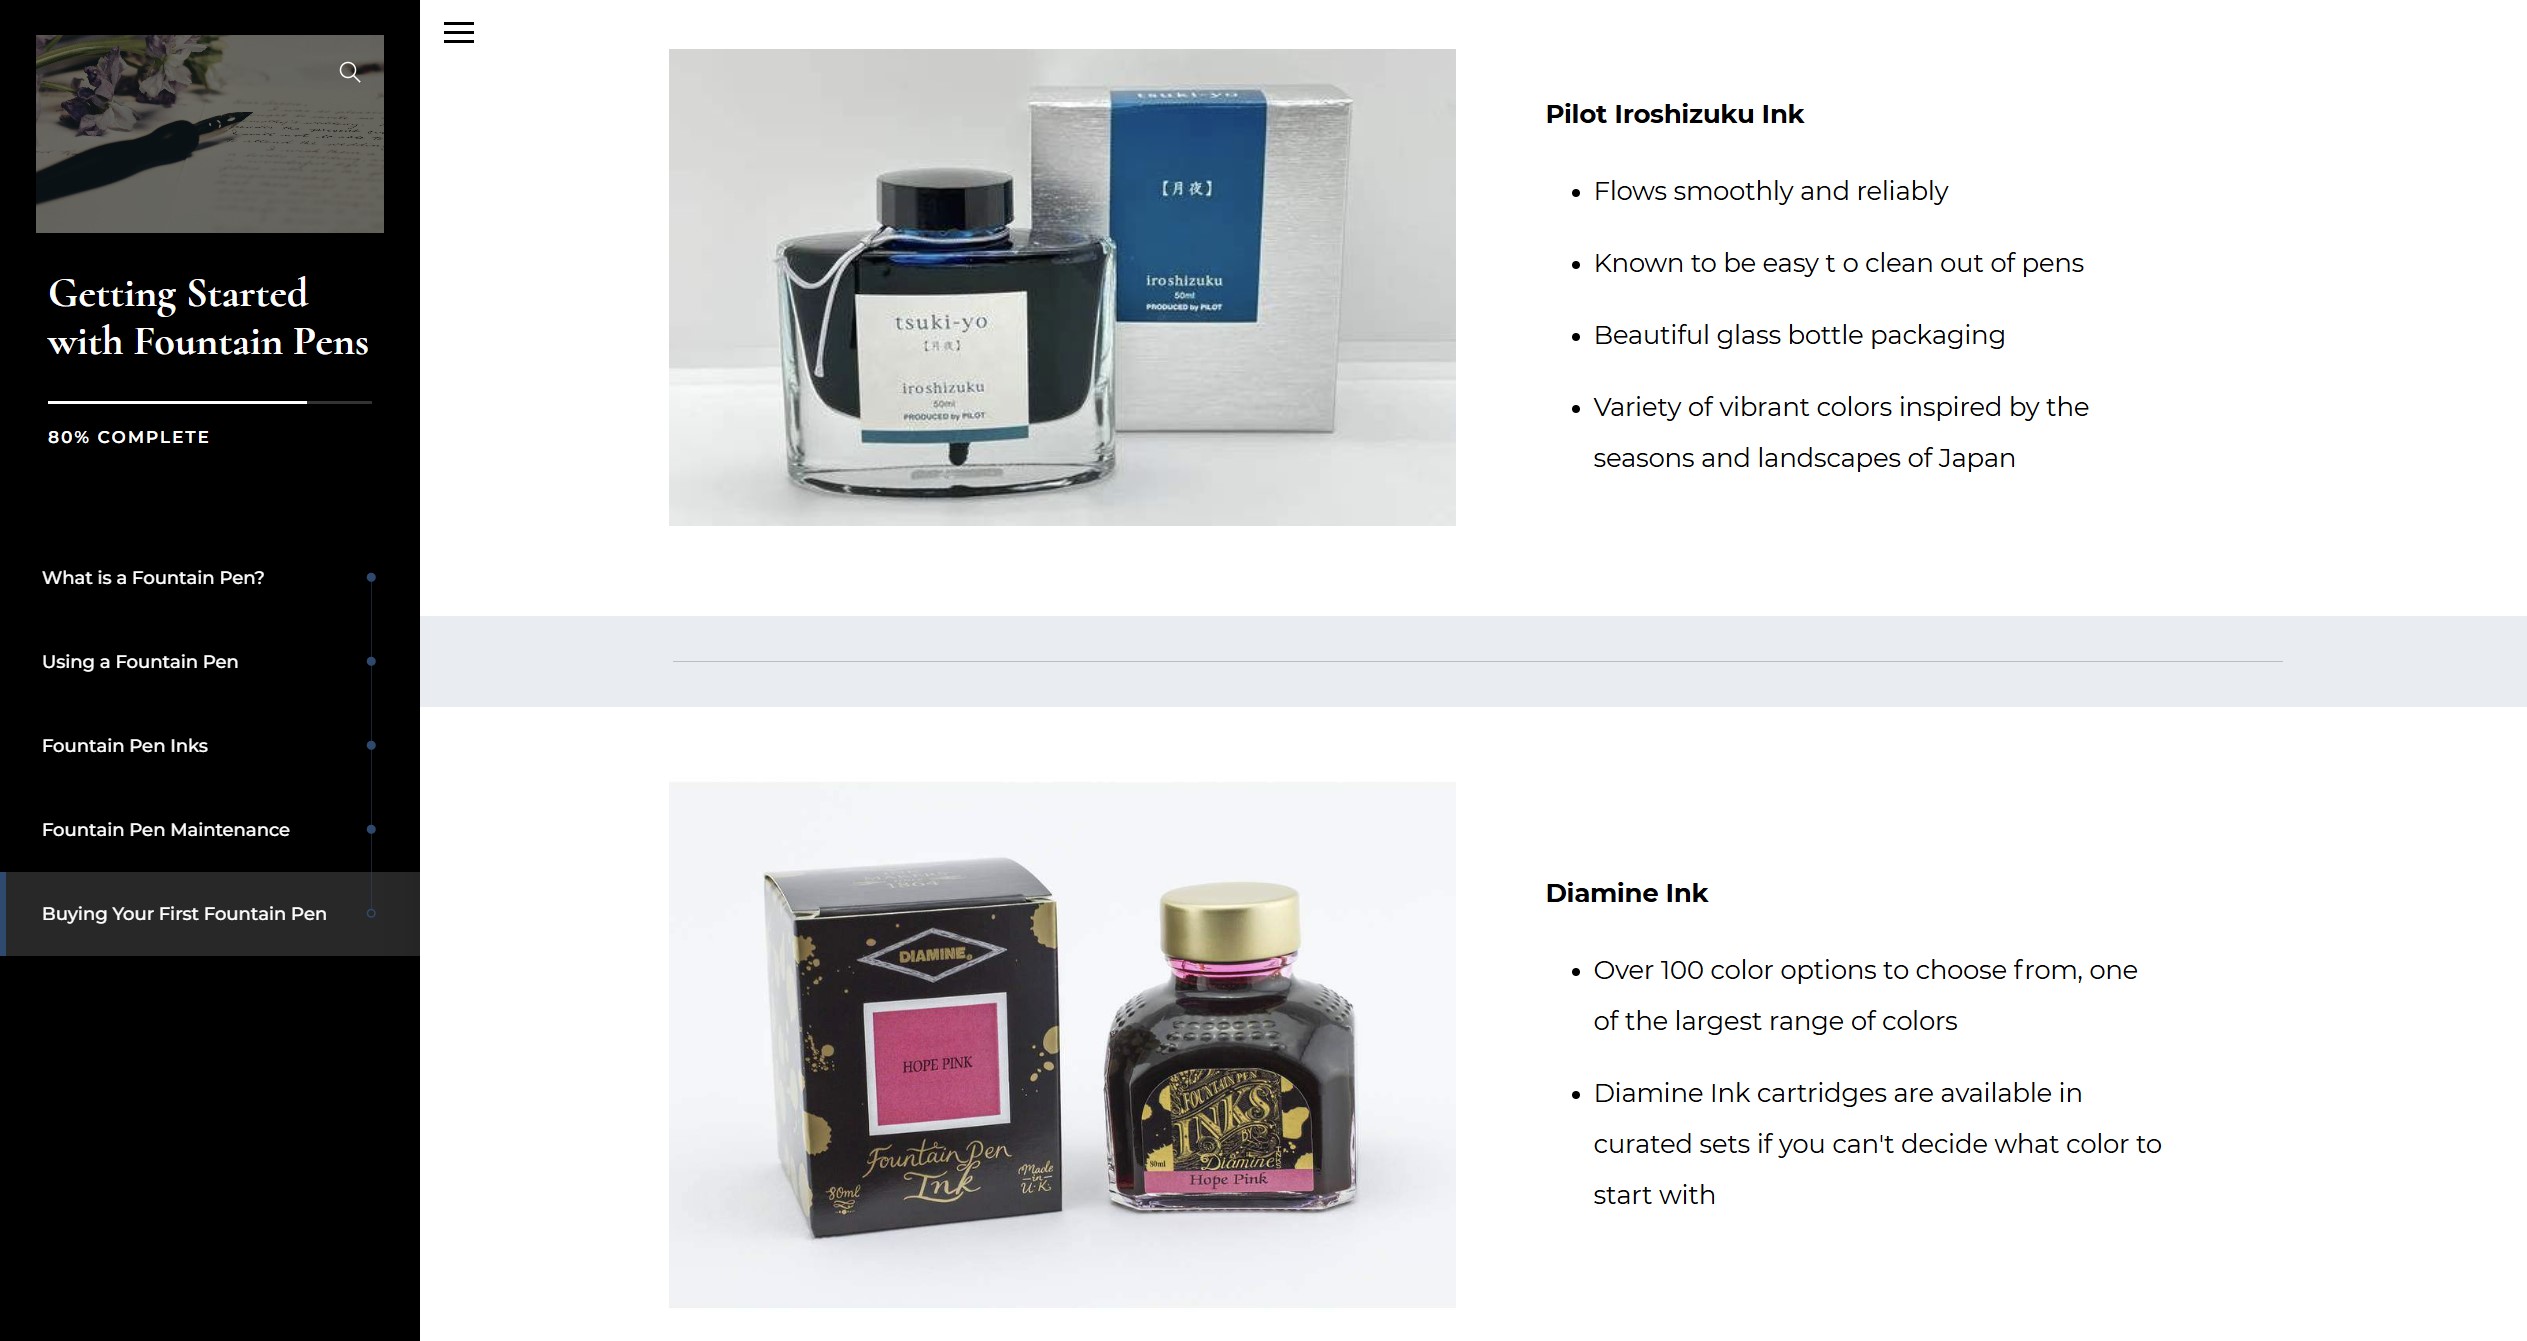 Getting Started
with Fountain Pens
80% COMPLETE
What is a Fountain Pen?
Using a Fountain Pen
Fountain Pen Inks
Fountain Pen Maintenance
Buying Your First Fountain Pen
tsuki-yo
【月夜】
iroshizuku
50ml
PRODUCED by PILOT
tsuki-yo
【月夜】
iroshizuku
50ml
PRODUCED by PILOT
Pilot Iroshizuku Ink
• Flows smoothly and reliably
• Known to be easy t o clean out of pens
• Beautiful glass bottle packaging
• Variety of vibrant colors inspired by the
seasons and landscapes of Japan
1864
DIAMINE
HOPE PINK
Fountain Pen
Ink
80ml
Made
in
U.K.
FOUNTAIN PEN
INKS
BY
Diamine
80ml
Hope Pink
Diamine Ink
• Over 100 color options to choose from, one
of the largest range of colors
• Diamine Ink cartridges are available in
curated sets if you can't decide what color to
start with